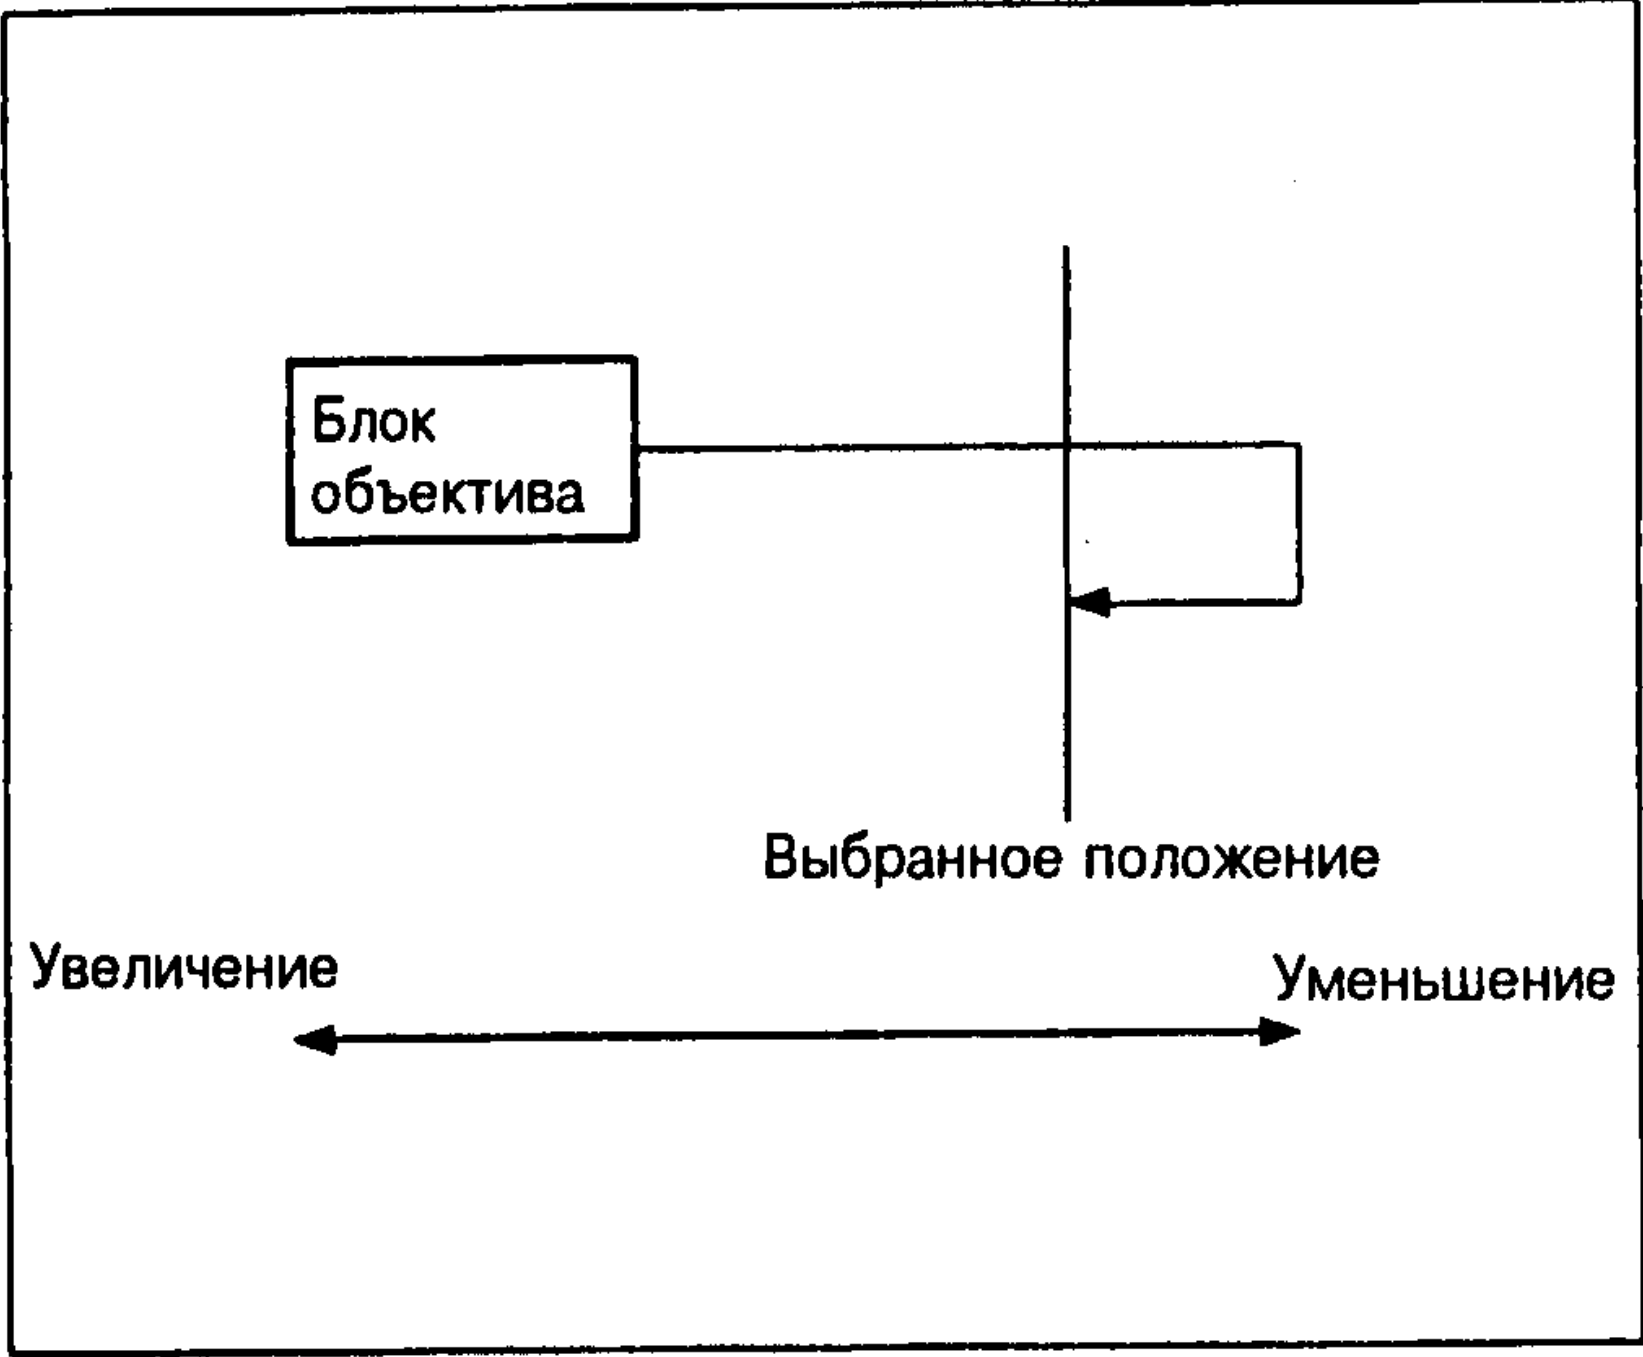 Блок
объектива
Выбранное положение
Увеличение
Уменьшение